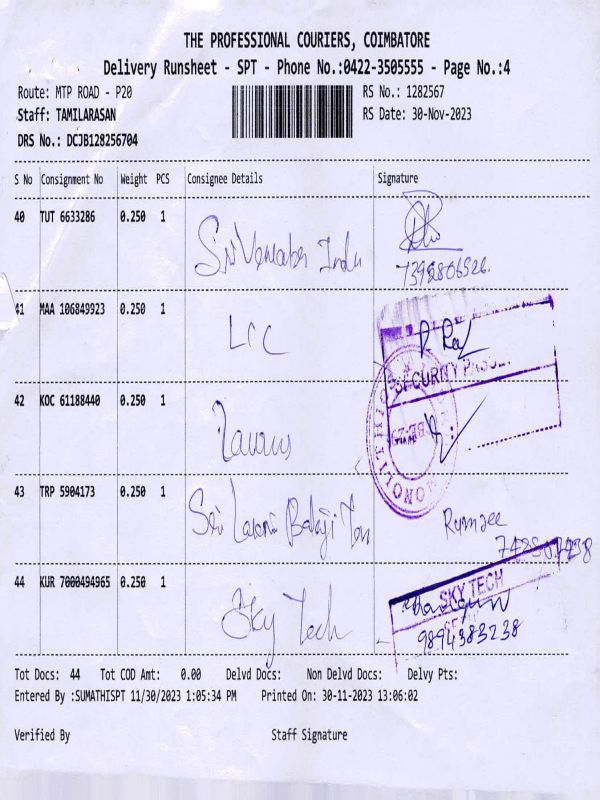 THE PROFESSIONAL COURIERS, COIMBATORE
Delivery Runsheet - SPT - Phone No.:0422-3505555 - Page No.:4
Route: MTP ROAD - P20 RS No.: 1282567
Staff: TAMILARASAN RS Date: 30-Nov-2023
DRS No.: DCJB128256704
S No Consignment No Weight PCS Consignee Details Signature
40 TUT 6633286 0.250 1 Sri
41 MAA 106849923 0.250 1 LCC
SECURITY
42 KOC 61188440 0.250 1 Taurus
43 TRP 5904173 0.250 1 Sri Laxmi Balaji
44 KUR 7000494965 0.250 1 Sky Tech SKY TECH
9894383238
Tot Docs: 44 Tot COD Amt: 0.00 Delvd Docs: Non Delvd Docs: Delvy Pts:
Entered By :SUMATHISPT 11/30/2023 1:05:34 PM Printed On: 30-11-2023 13:06:02
Verified By Staff Signature